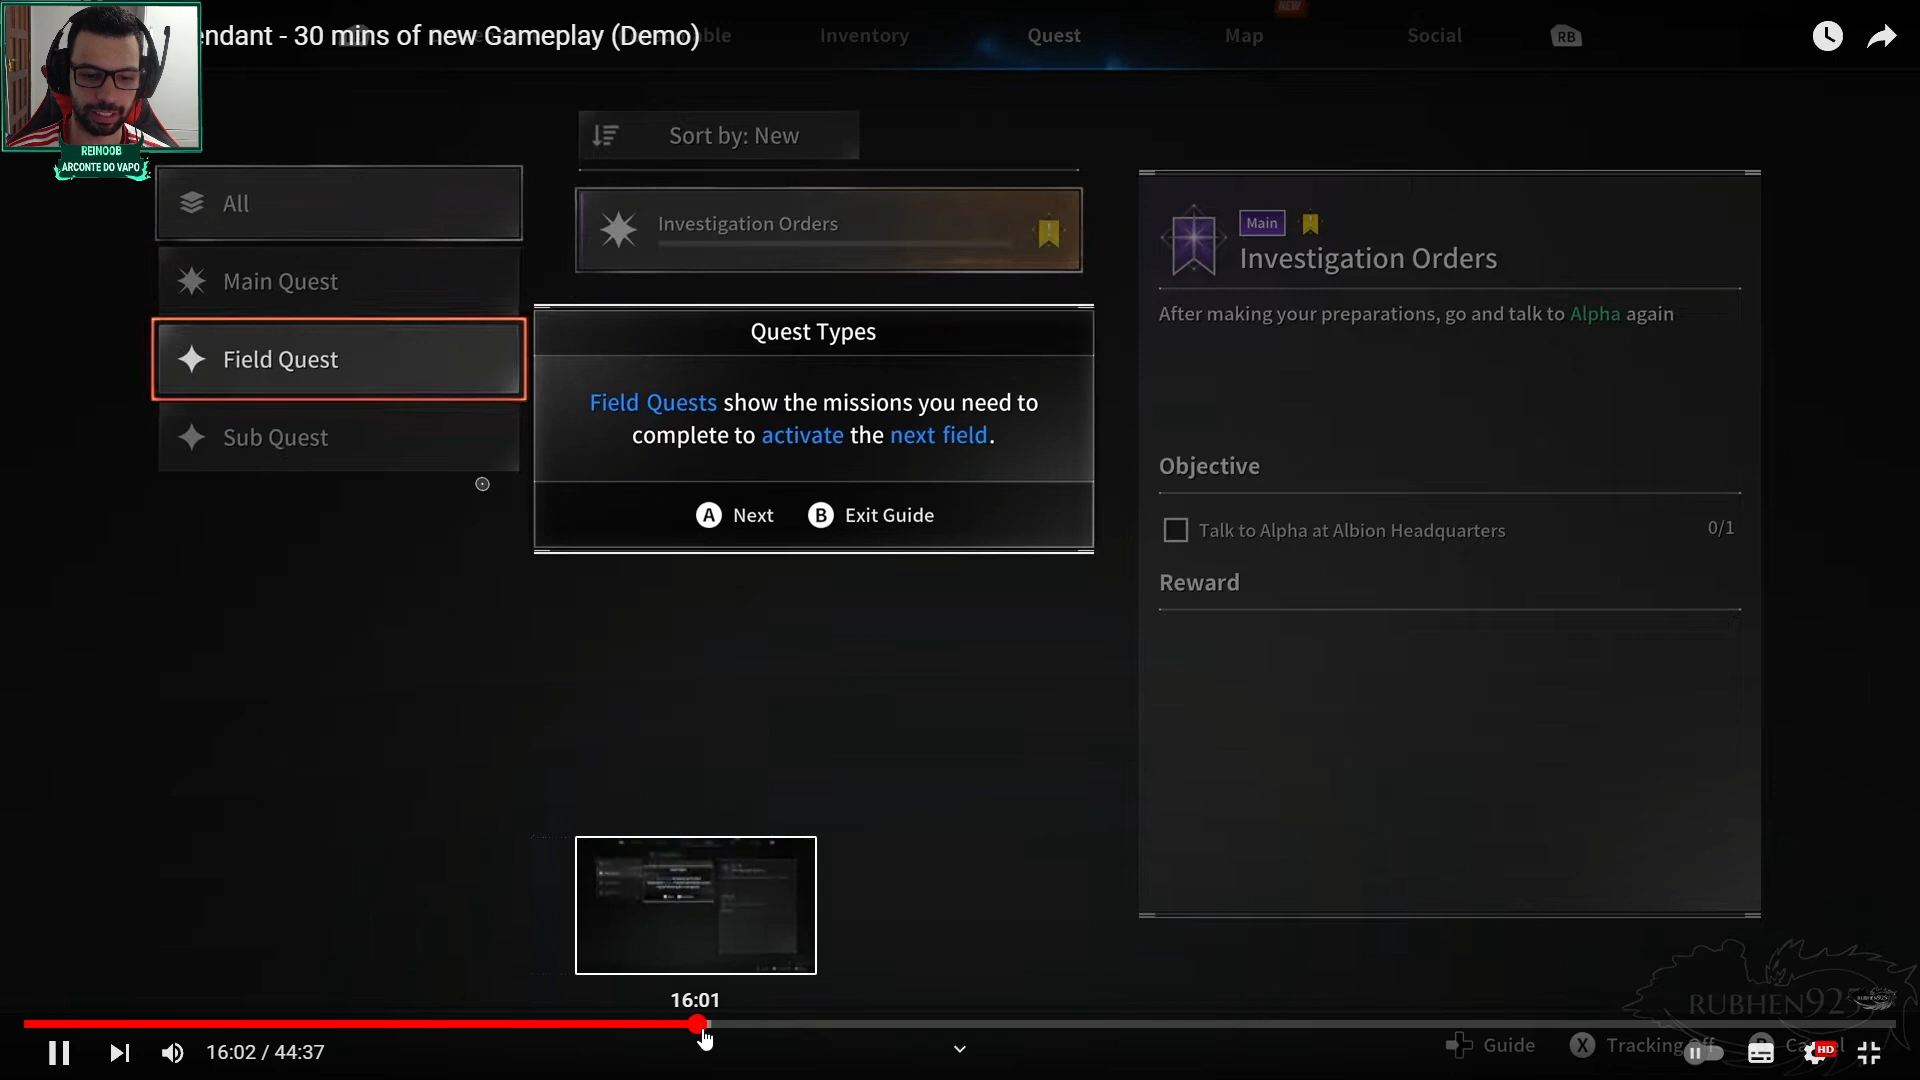 endant - 30 mins of new Gameplay (Demo)
Inventory
Quest
NEW
Map
Social
RB
REINOOB
ARCONTE DO VAPO
Sort by: New
All
Main Quest
Field Quest
Sub Quest
Investigation Orders
Quest Types
Field Quests show the missions you need to
complete to activate the next field.
A Next
B Exit Guide
Main
Investigation Orders
After making your preparations, go and talk to Alpha again
Objective
Talk to Alpha at Albion Headquarters
0/1
Reward
16:01
RUBHEN925
16:02 / 44:37
Guide
X Tracking Off
HD